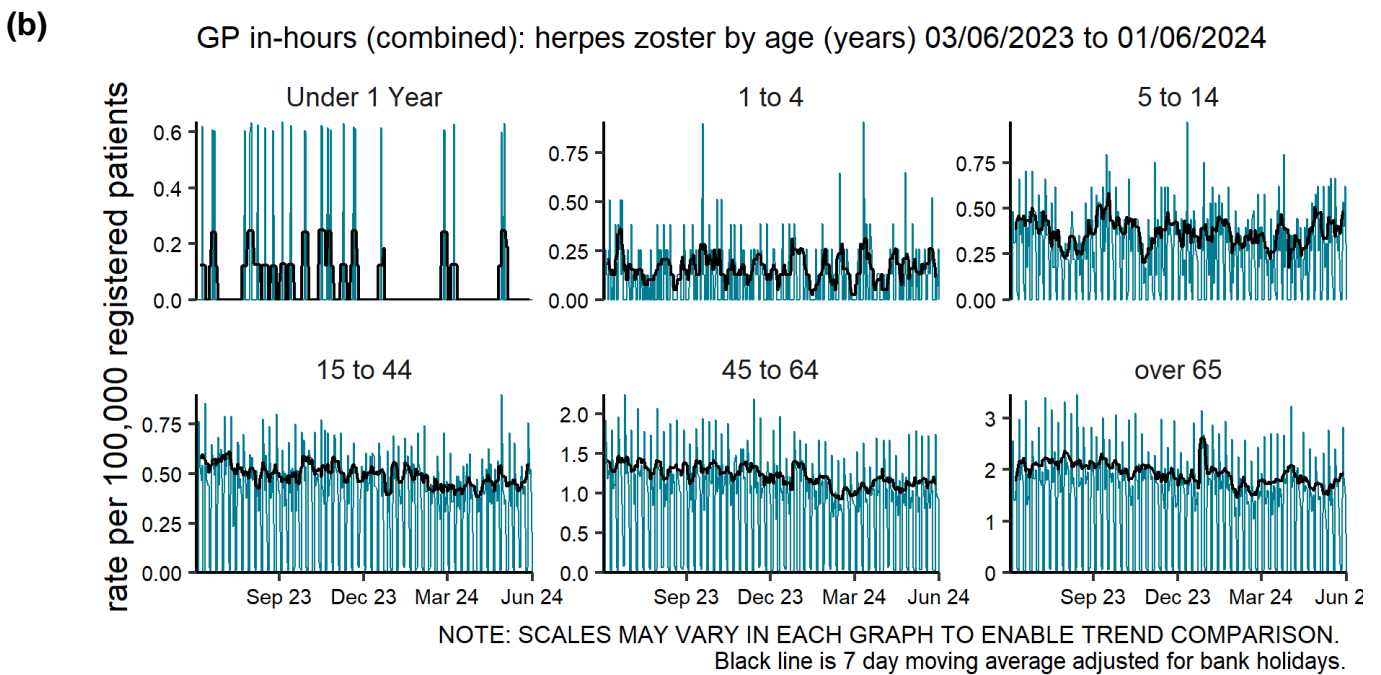 (b)
GP in-hours (combined): herpes zoster by age (years) 03/06/2023 to 01/06/2024
rate per 100,000 registered patients
Under 1 Year
0.6
0.4
0.2
0.0
1 to 4
0.75
0.50
0.25
0.00
5 to 14
0.75
0.50
0.25
0.00
15 to 44
0.75
0.50
0.25
0.00
Sep 23 Dec 23 Mar 24 Jun 24
45 to 64
2.0
1.5
1.0
0.5
0.0
Sep 23 Dec 23 Mar 24 Jun 24
over 65
3
2
1
0
Sep 23 Dec 23 Mar 24 Jun 2
NOTE: SCALES MAY VARY IN EACH GRAPH TO ENABLE TREND COMPARISON.
Black line is 7 day moving average adjusted for bank holidays.